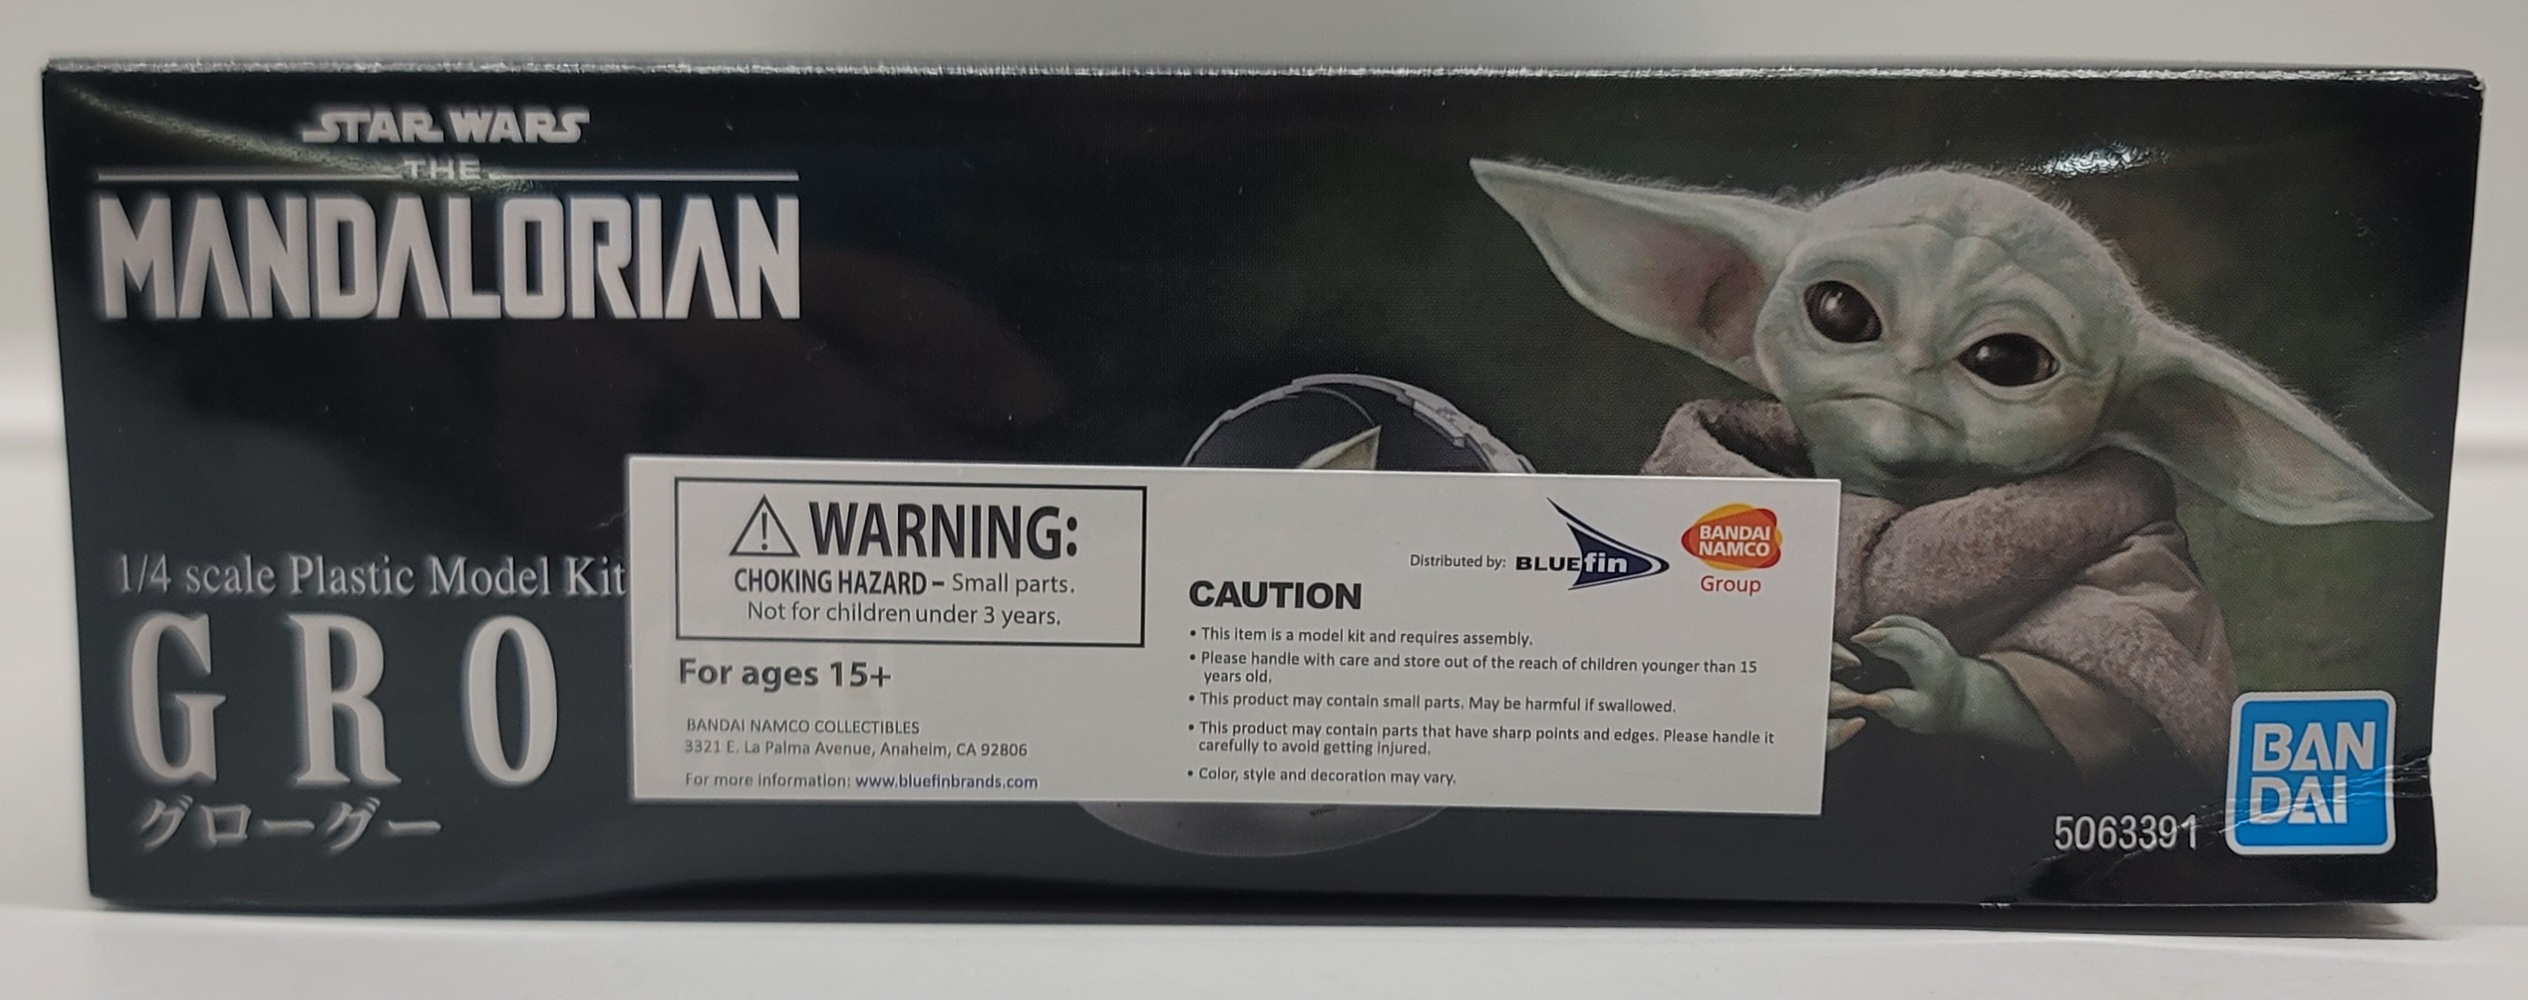 STAR WARS
THE
MANDALORIAN
1/4 scale Plastic Model Kit
GRO
グローグー
⚠ WARNING:
CHOKING HAZARD – Small parts.
Not for children under 3 years.
For ages 15+
BANDAI NAMCO COLLECTIBLES
3321 E. La Palma Avenue, Anaheim, CA 92806
For more information: www.bluefinbrands.com
Distributed by: BLUEfin
BANDAI
NAMCO
Group
CAUTION
• This item is a model kit and requires assembly.
• Please handle with care and store out of the reach of children younger than 15
years old.
• This product may contain small parts. May be harmful if swallowed.
• This product may contain parts that have sharp points and edges. Please handle it
carefully to avoid getting injured.
• Color, style and decoration may vary.
5063391
BAN
DAI